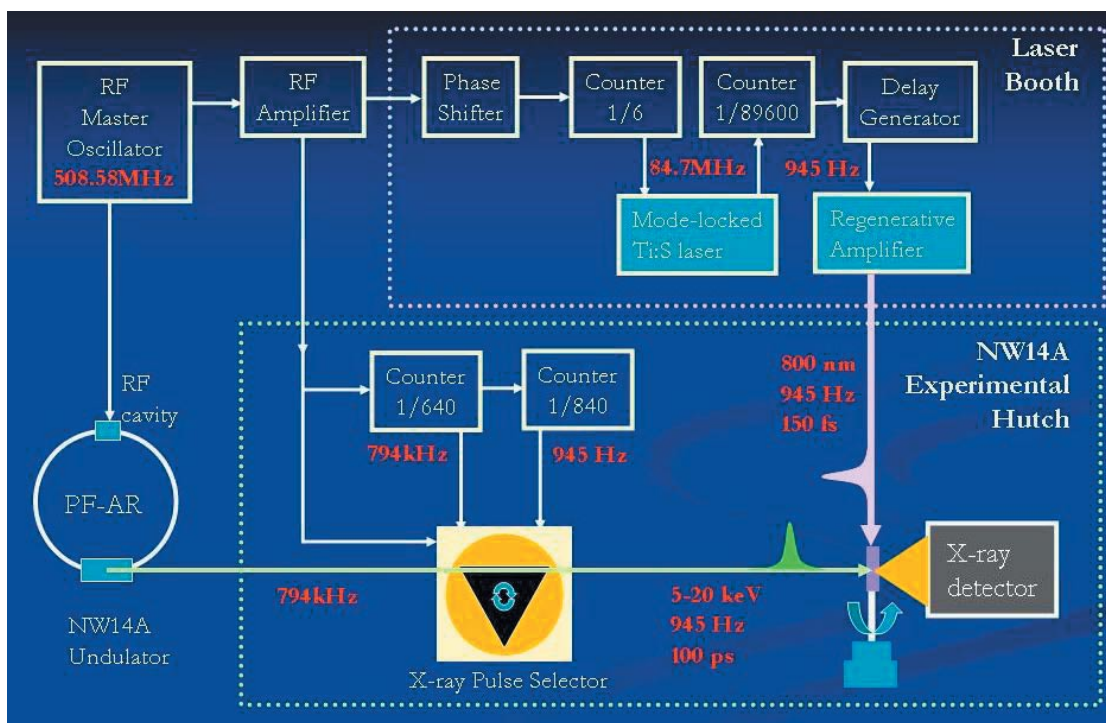 Laser
Booth
RF
Master
Oscillator
508.58MHz
RF
Amplifier
Phase
Shifter
Counter
1/6
Counter
1/89600
Delay
Generator
84.7MHz
945 Hz
Mode-locked
Ti:S laser
Regenerative
Amplifier
NW14A
Experimental
Hutch
800 nm
945 Hz
150 fs
RF
cavity
Counter
1/640
Counter
1/840
794kHz
945 Hz
PF-AR
X-ray
detector
794kHz
5-20 keV
945 Hz
100 ps
NW14A
Undulator
X-ray Pulse Selector